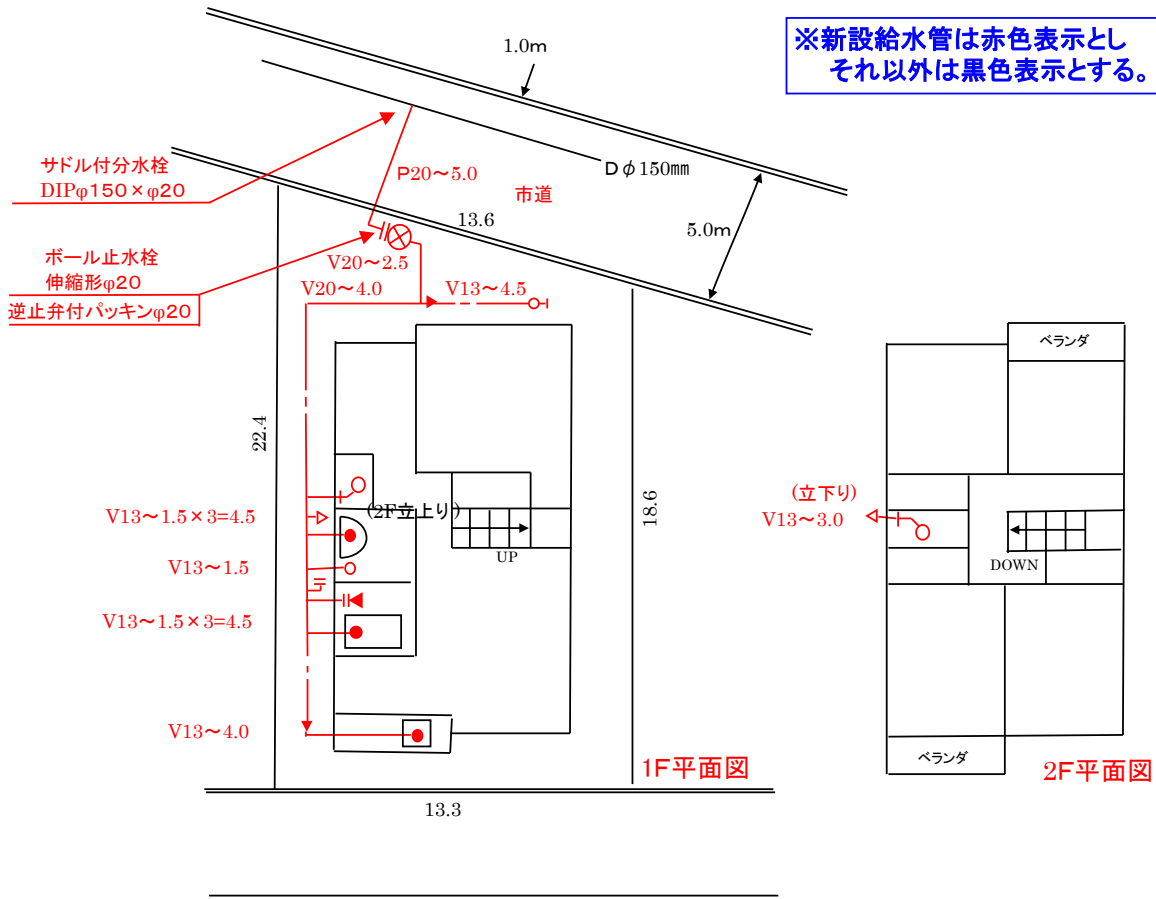 ※新設給水管は赤色表示とし
それ以外は黒色表示とする。
1.0m
Dφ150㎜
サドル付分水栓
DIPφ150×φ20
P20～5.0
市道
13.6
5.0m
ボール止水栓
伸縮形φ20
逆止弁付パッキンφ20
V20～2.5
V20～4.0
V13～4.5
ベランダ
22.4
18.6
(2F立上り)
V13～1.5×3=4.5
UP
V13～1.5
V13～1.5×3=4.5
V13～4.0
(立下り)
V13～3.0
DOWN
1F平面図
ベランダ
2F平面図
13.3